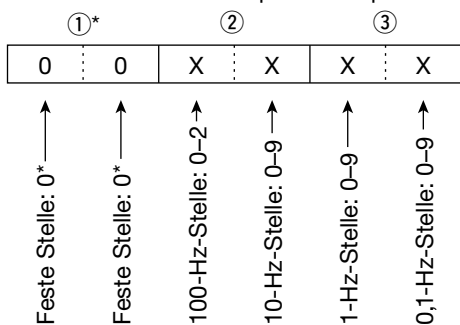 ①* ② ③
0 0 X X X X
Feste Stelle: 0*
Feste Stelle: 0*
100-Hz-Stelle: 0–2
10-Hz-Stelle: 0–9
1-Hz-Stelle: 0–9
0,1-Hz-Stelle: 0–9